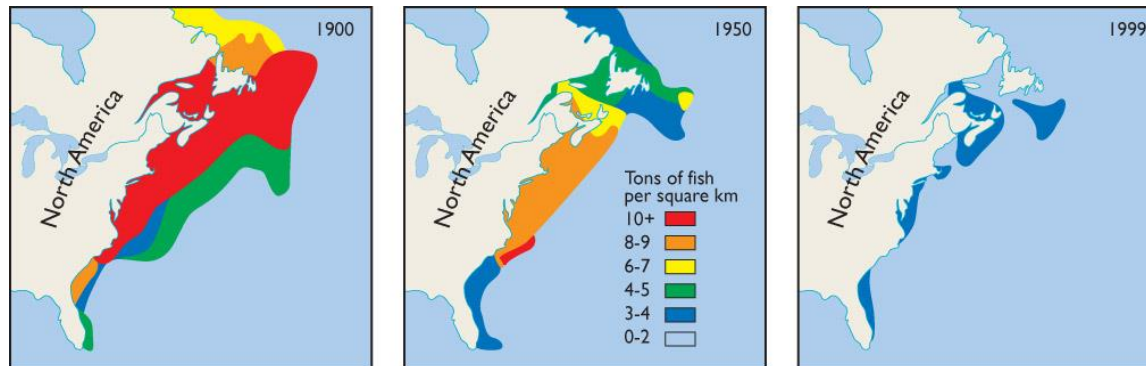 1900
North America
1950
North America
Tons of fish
per square km
10+
8-9
6-7
4-5
3-4
0-2
1999
North America